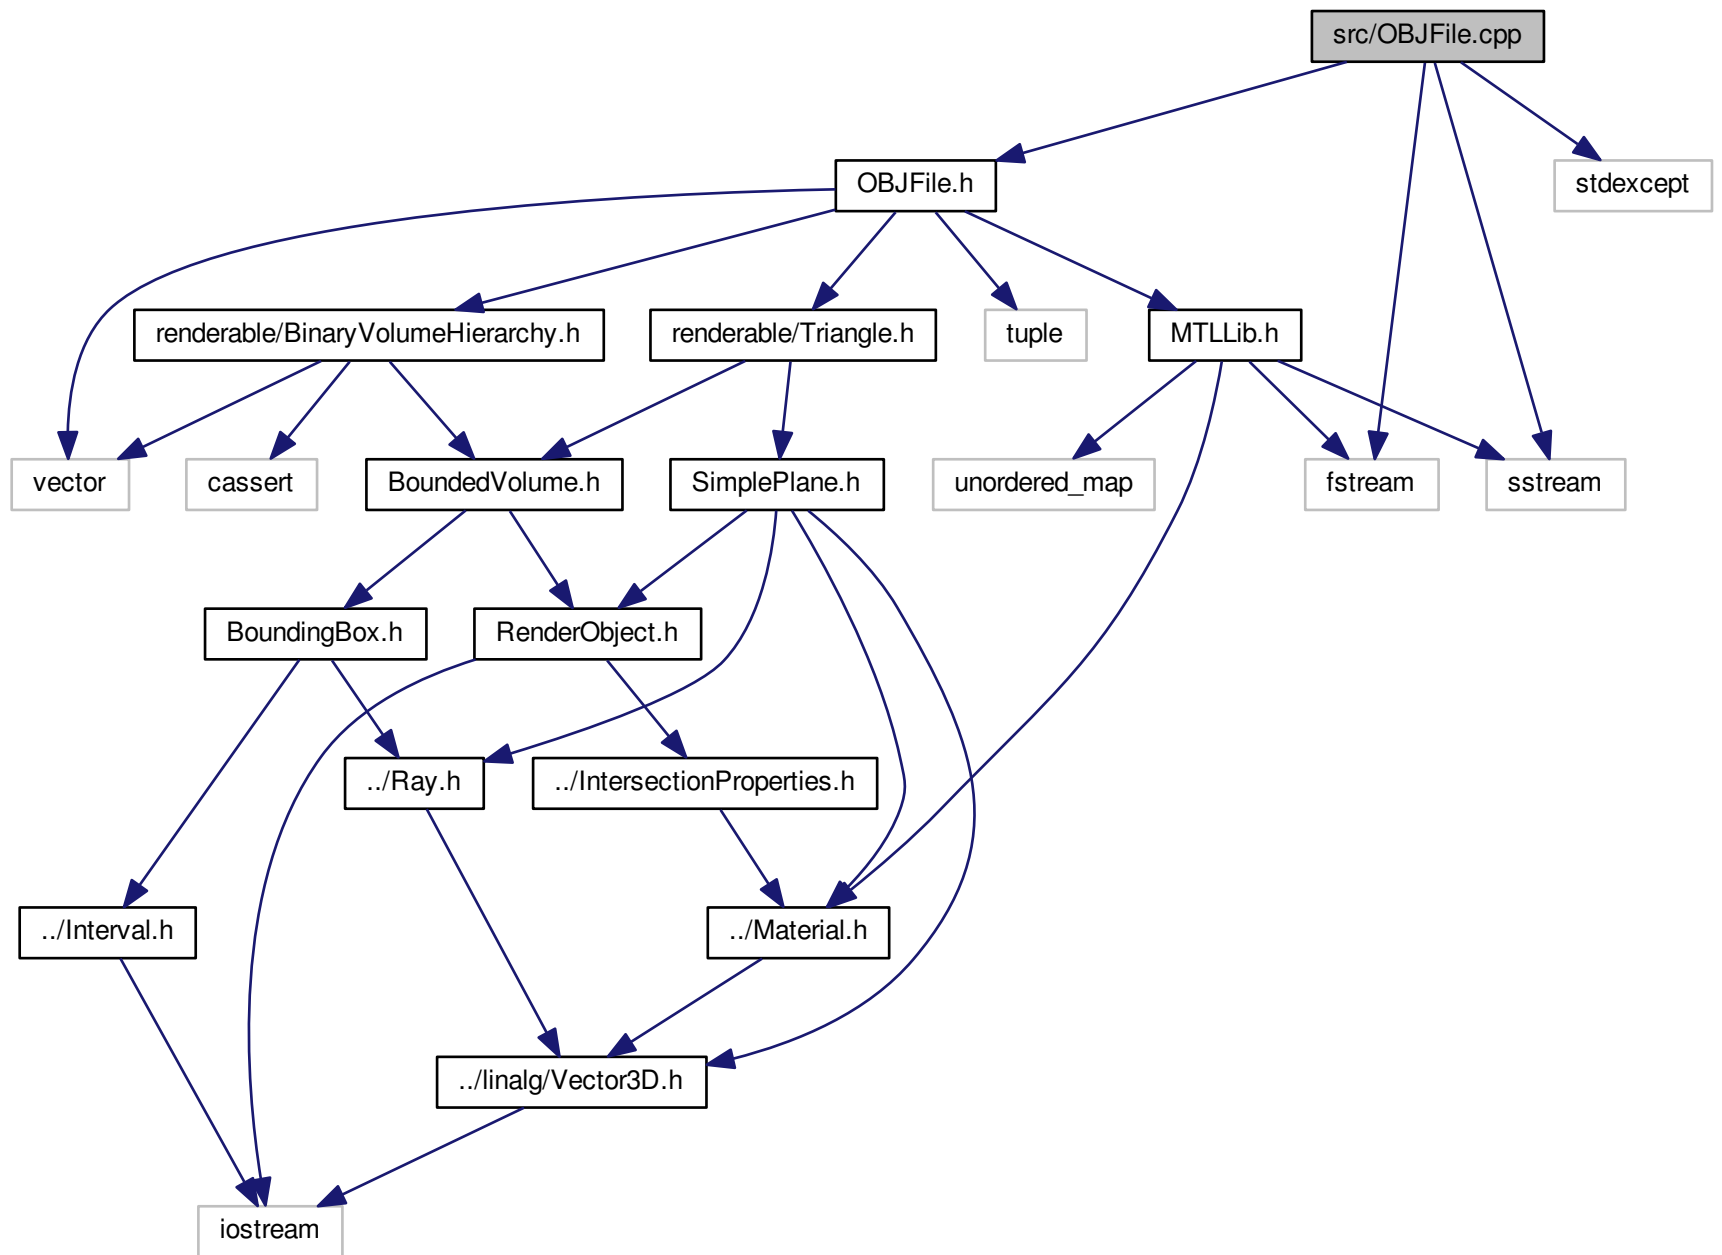 src/OBJFile.cpp
OBJFile.h
stdexcept
renderable/BinaryVolumeHierarchy.h
renderable/Triangle.h
tuple
MTLLib.h
vector
cassert
BoundedVolume.h
SimplePlane.h
unordered_map
fstream
sstream
BoundingBox.h
RenderObject.h
../Ray.h
../IntersectionProperties.h
../Interval.h
../Material.h
../linalg/Vector3D.h
iostream